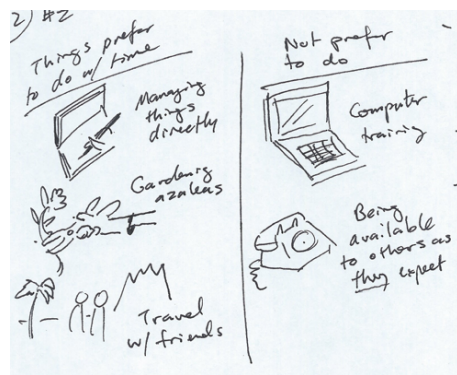 2) #2
Things prefer
to do w/ time
Managing
things
directly
Gardening
azaleas
Travel
w/ friends
Not prefer
to do
Computer
training
Being
available
to others as
they expect